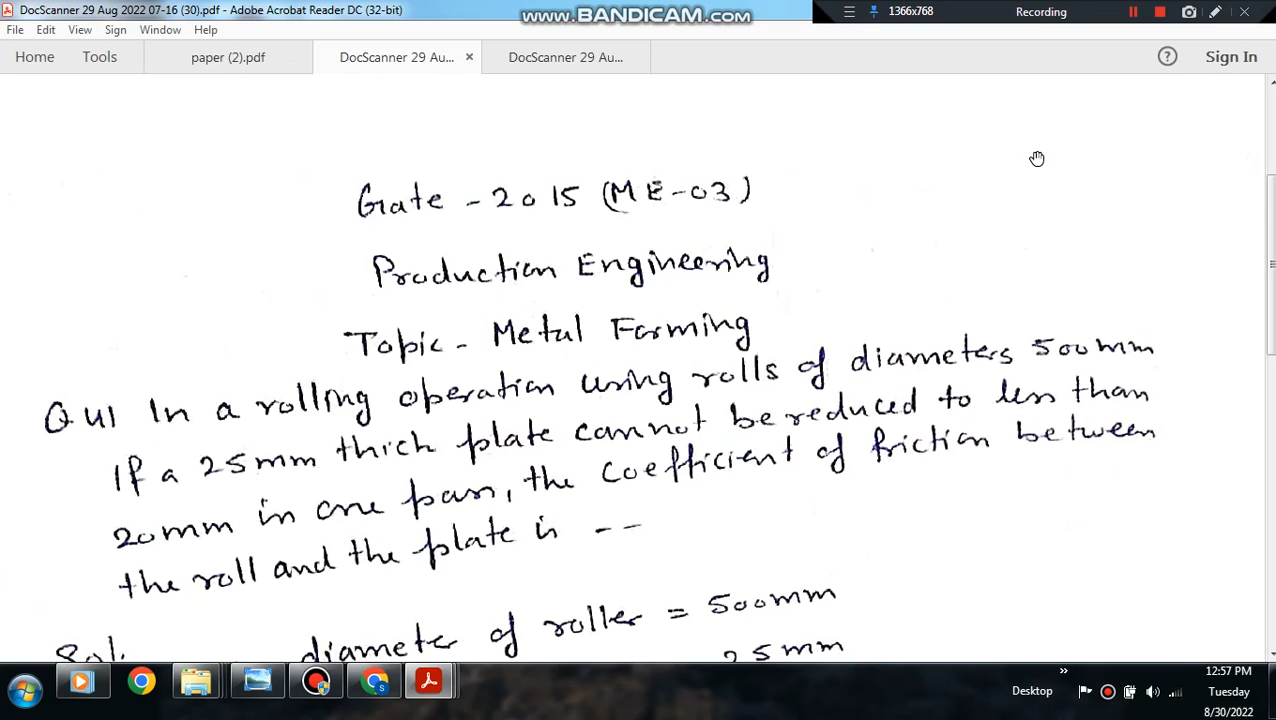 DocScanner 29 Aug 2022 07-16 (30).pdf - Adobe Acrobat Reader DC (32-bit)
www.BANDICAM.com
1366x768
Recording
File Edit View Sign Window Help
Home Tools paper (2).pdf DocScanner 29 Au... × DocScanner 29 Au... Sign In
Gate - 2015 (ME-03)
Production Engineering
Topic - Metal Forming
Q41 In a rolling operation using rolls of diameters 500mm
If a 25mm thick plate cannot be reduced to less than
20mm in one pass, the coefficient of friction between
the roll and the plate is --
Sol. diameter of roller = 500mm
25mm
Desktop
»
12:57 PM
Tuesday
8/30/2022